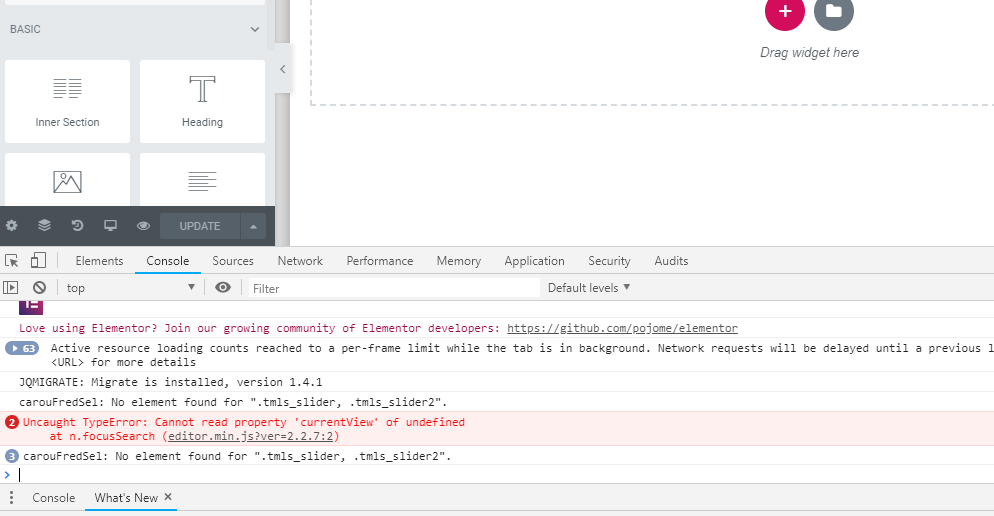 BASIC
Drag widget here
Inner Section
Heading
UPDATE
Elements Console Sources Network Performance Memory Application Security Audits
top Filter Default levels
Love using Elementor? Join our growing community of Elementor developers: https://github.com/pojome/elementor
63 Active resource loading counts reached to a per-frame limit while the tab is in background. Network requests will be delayed until a previous l
<URL> for more details
JQMIGRATE: Migrate is installed, version 1.4.1
carouFredSel: No element found for ".tmls_slider, .tmls_slider2".
2 Uncaught TypeError: Cannot read property 'currentView' of undefined
at n.focusSearch (editor.min.js?ver=2.2.7:2)
3 carouFredSel: No element found for ".tmls_slider, .tmls_slider2".
Console What's New